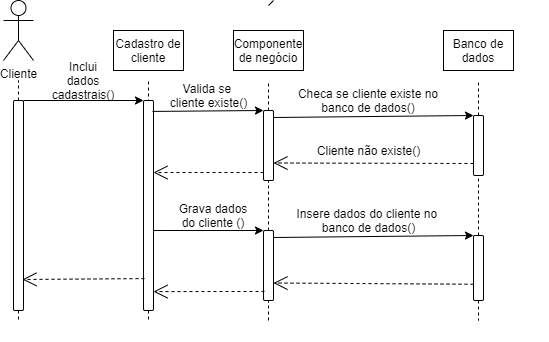 Cliente
Cadastro de
cliente
Componente
de negócio
Banco de
dados
Inclui
dados
cadastrais()
Valida se
cliente existe()
Checa se cliente existe no
banco de dados()
Cliente não existe()
Grava dados
do cliente ()
Insere dados do cliente no
banco de dados()